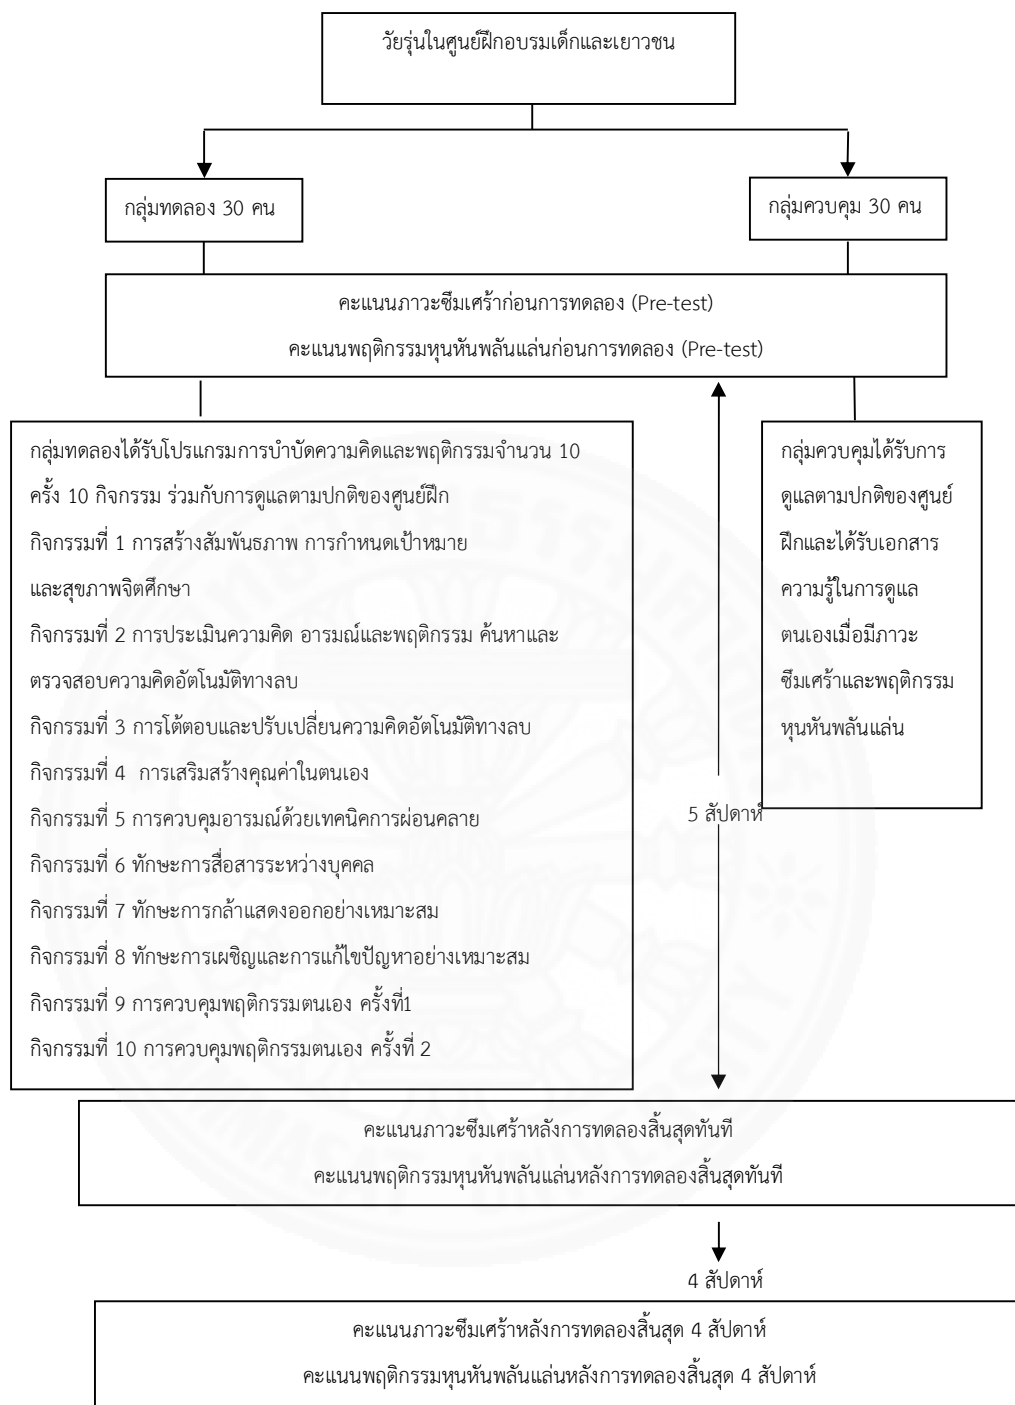 วัยรุ่นในศูนย์ฝึกอบรมเด็กและเยาวชน
กลุ่มทดลอง 30 คน
กลุ่มควบคุม 30 คน
คะแนนภาวะซึมเศร้าก่อนการทดลอง (Pre-test)
คะแนนพฤติกรรมหุนหันพลันแล่นก่อนการทดลอง (Pre-test)
กลุ่มทดลองได้รับโปรแกรมการบำบัดความคิดและพฤติกรรมจำนวน 10
ครั้ง 10 กิจกรรม ร่วมกับการดูแลตามปกติของศูนย์ฝึก
กิจกรรมที่ 1 การสร้างสัมพันธภาพ การกำหนดเป้าหมาย
และสุขภาพจิตศึกษา
กิจกรรมที่ 2 การประเมินความคิด อารมณ์และพฤติกรรม ค้นหาและ
ตรวจสอบความคิดอัตโนมัติทางลบ
กิจกรรมที่ 3 การโต้ตอบและปรับเปลี่ยนความคิดอัตโนมัติทางลบ
กิจกรรมที่ 4 การเสริมสร้างคุณค่าในตนเอง
กิจกรรมที่ 5 การควบคุมอารมณ์ด้วยเทคนิคการผ่อนคลาย
กิจกรรมที่ 6 ทักษะการสื่อสารระหว่างบุคคล
กิจกรรมที่ 7 ทักษะการกล้าแสดงออกอย่างเหมาะสม
กิจกรรมที่ 8 ทักษะการเผชิญและการแก้ไขปัญหาอย่างเหมาะสม
กิจกรรมที่ 9 การควบคุมพฤติกรรมตนเอง ครั้งที่1
กิจกรรมที่ 10 การควบคุมพฤติกรรมตนเอง ครั้งที่ 2
5 สัปดาห์
กลุ่มควบคุมได้รับการ
ดูแลตามปกติของศูนย์
ฝึกและได้รับเอกสาร
ความรู้ในการดูแล
ตนเองเมื่อมีภาวะ
ซึมเศร้าและพฤติกรรม
หุนหันพลันแล่น
คะแนนภาวะซึมเศร้าหลังการทดลองสิ้นสุดทันที
คะแนนพฤติกรรมหุนหันพลันแล่นหลังการทดลองสิ้นสุดทันที
4 สัปดาห์
คะแนนภาวะซึมเศร้าหลังการทดลองสิ้นสุด 4 สัปดาห์
คะแนนพฤติกรรมหุนหันพลันแล่นหลังการทดลองสิ้นสุด 4 สัปดาห์